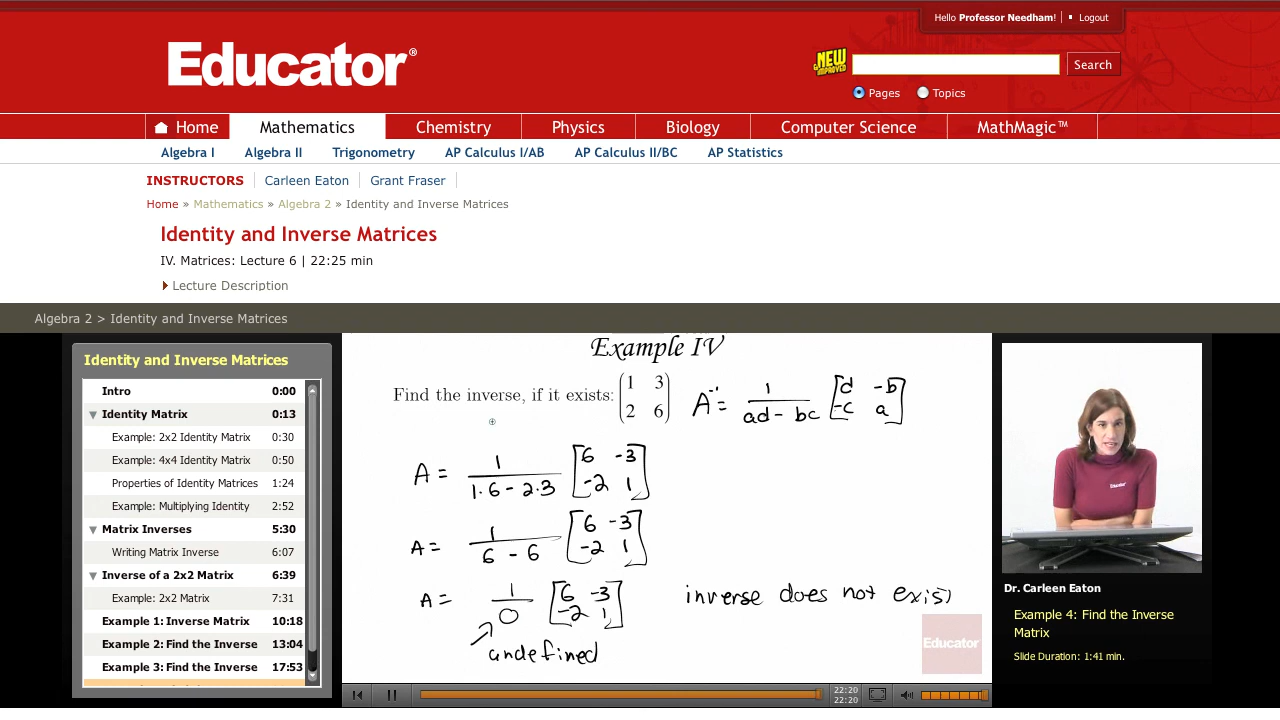 Hello Professor Needham! | Logout
Educator®
NEW & IMPROVED
Search
Pages Topics
Home Mathematics Chemistry Physics Biology Computer Science MathMagic™
Algebra I Algebra II Trigonometry AP Calculus I/AB AP Calculus II/BC AP Statistics
INSTRUCTORS Carleen Eaton Grant Fraser
Home » Mathematics » Algebra 2 » Identity and Inverse Matrices
Identity and Inverse Matrices
IV. Matrices: Lecture 6 | 22:25 min
Lecture Description
Algebra 2 > Identity and Inverse Matrices
Identity and Inverse Matrices
Intro 0:00
Identity Matrix 0:13
Example: 2x2 Identity Matrix 0:30
Example: 4x4 Identity Matrix 0:50
Properties of Identity Matrices 1:24
Example: Multiplying Identity 2:52
Matrix Inverses 5:30
Writing Matrix Inverse 6:07
Inverse of a 2x2 Matrix 6:39
Example: 2x2 Matrix 7:31
Example 1: Inverse Matrix 10:18
Example 2: Find the Inverse 13:04
Example 3: Find the Inverse 17:53
Example IV
Find the inverse, if it exists: (1 3
2 6)
A⁻¹ = 1/(ad - bc) [d -b
-c a]
A = 1/(1·6 - 2·3) [6 -3
-2 1]
A = 1/(6 - 6) [6 -3
-2 1]
A = 1/0 [6 -3
-2 1]
inverse does not exist
undefined
Educator
22:20
22:20
Educator
Dr. Carleen Eaton
Example 4: Find the Inverse
Matrix
Slide Duration: 1:41 min.